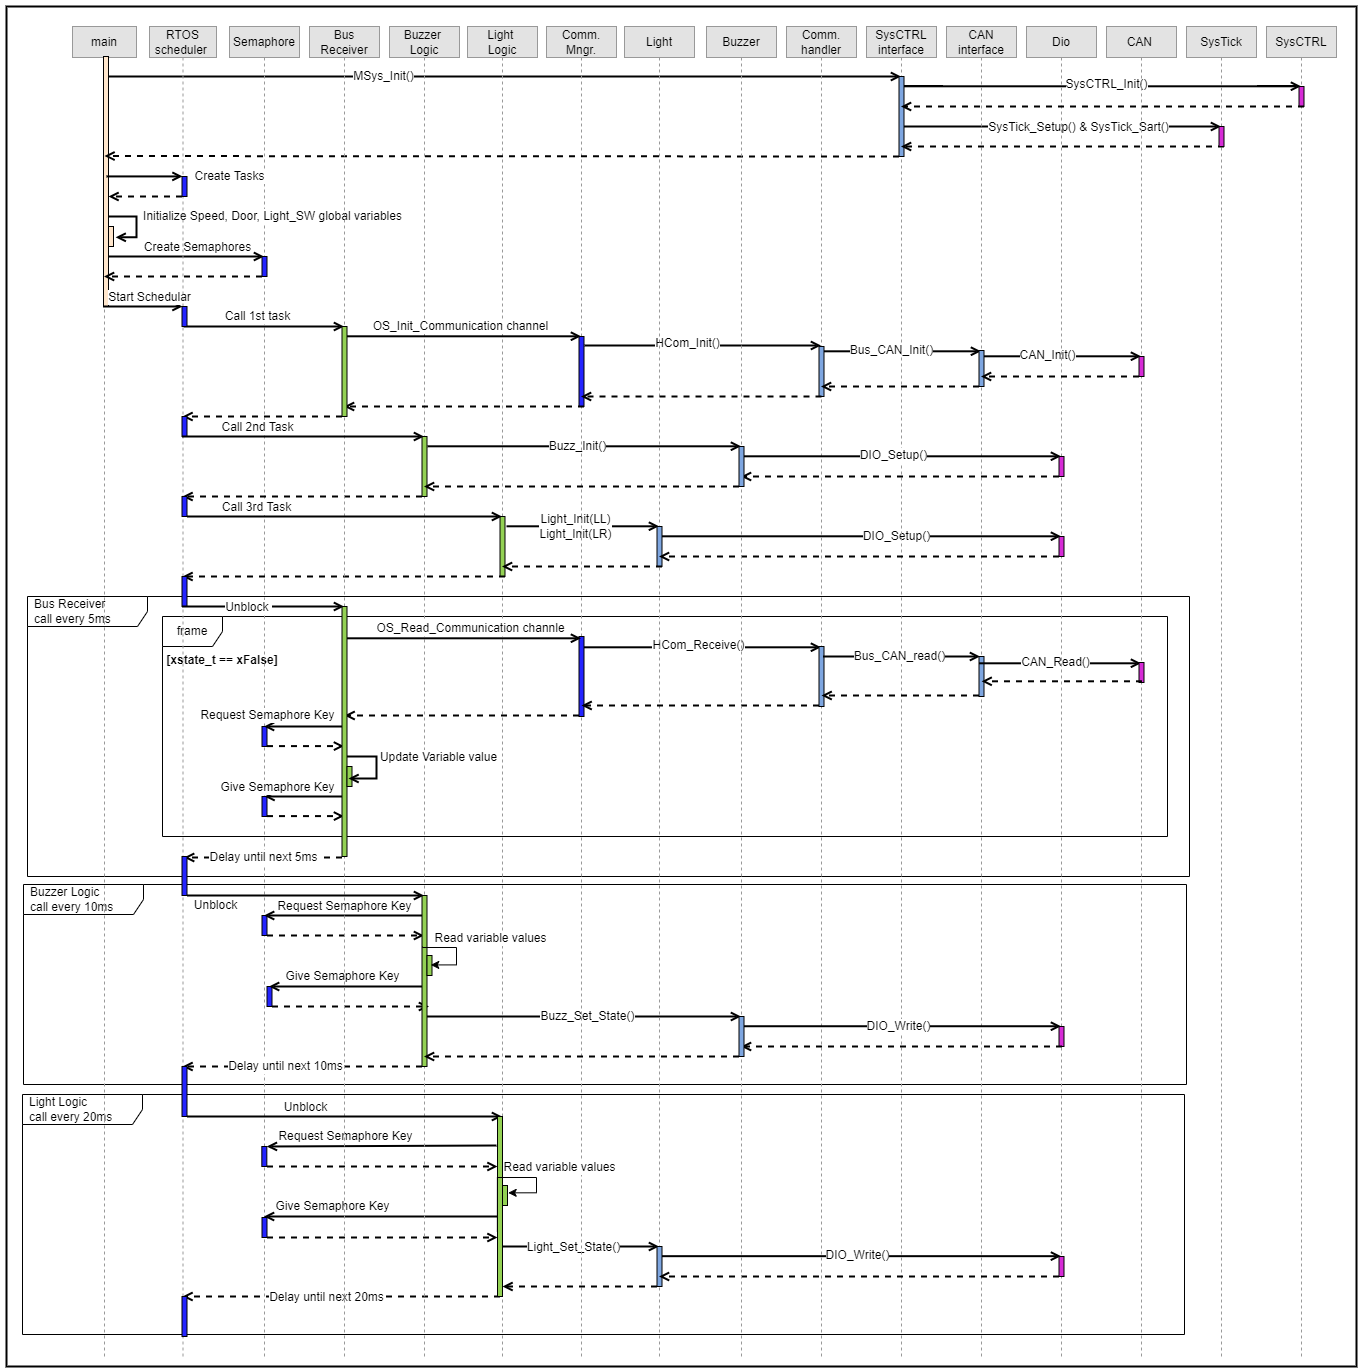 main
RTOS
scheduler
Semaphore
Bus
Receiver
Buzzer
Logic
Light
Logic
Comm.
Mngr.
Light
Buzzer
Comm.
handler
SysCTRL
interface
CAN
interface
Dio
CAN
SysTick
SysCTRL
MSys_Init()
SysCTRL_Init()
SysTick_Setup() & SysTick_Sart()
Create Tasks
Initialize Speed, Door, Light_SW global variables
Create Semaphores
Start Schedular
Call 1st task
OS_Init_Communication channel
HCom_Init()
Bus_CAN_Init()
CAN_Init()
Call 2nd Task
Buzz_Init()
DIO_Setup()
Call 3rd Task
Light_Init(LL)
Light_Init(LR)
DIO_Setup()
Bus Receiver
call every 5ms
Unblock
frame
[xstate_t == xFalse]
OS_Read_Communication channle
HCom_Receive()
Bus_CAN_read()
CAN_Read()
Request Semaphore Key
Update Variable value
Give Semaphore Key
Delay until next 5ms
Buzzer Logic
call every 10ms
Unblock
Request Semaphore Key
Read variable values
Give Semaphore Key
Buzz_Set_State()
DIO_Write()
Delay until next 10ms
Light Logic
call every 20ms
Unblock
Request Semaphore Key
Read variable values
Give Semaphore Key
Light_Set_State()
DIO_Write()
Delay until next 20ms